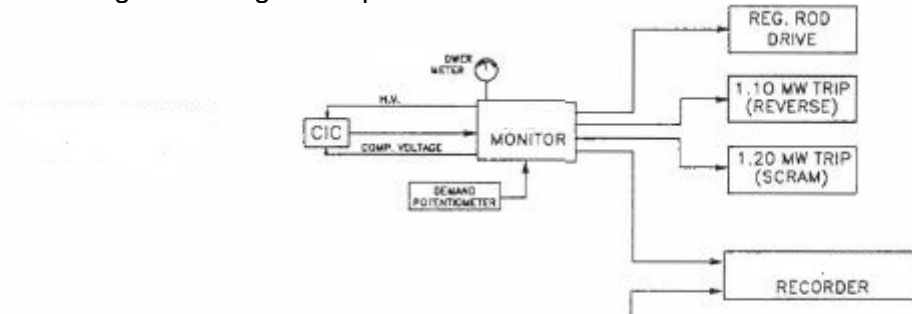 OWER
METER
H.V.
CIC
COMP. VOLTAGE
MONITOR
DEMAND
POTENTIOMETER
REG. ROD
DRIVE
1.10 MW TRIP
(REVERSE)
1.20 MW TRIP
(SCRAM)
RECORDER